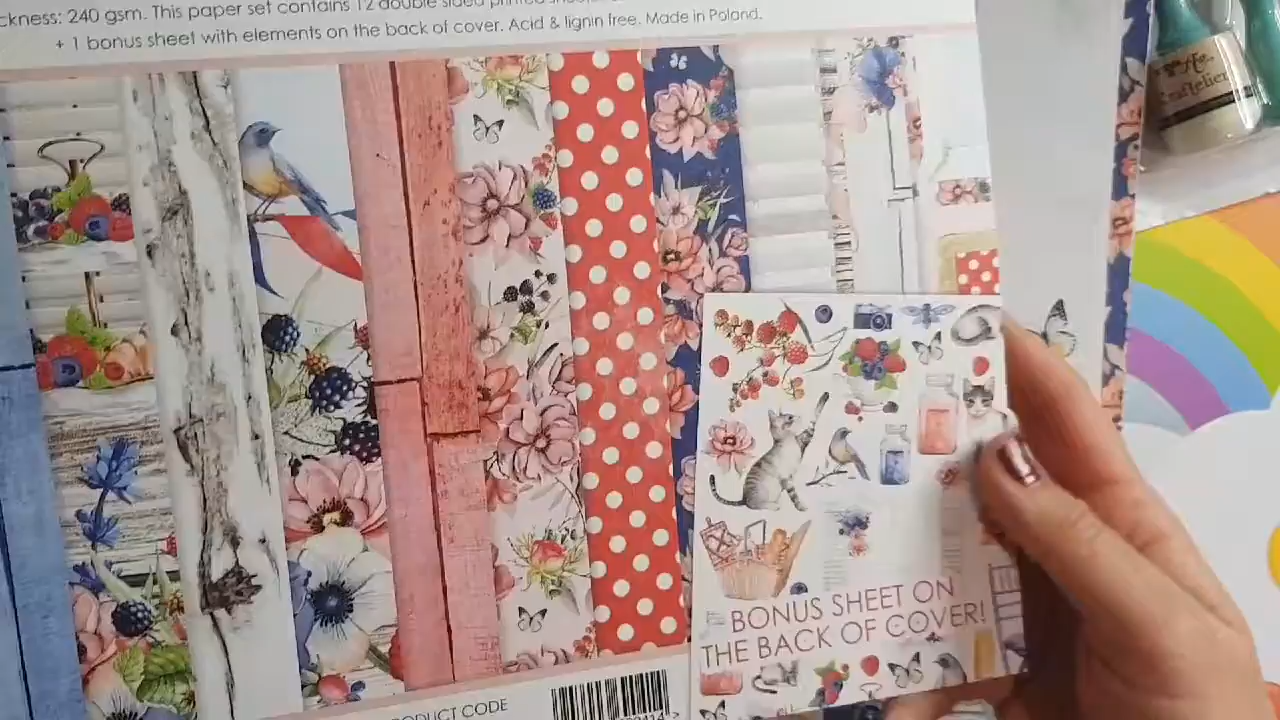 ckness: 240 gsm. This paper set contains 12 double sided printed
+ 1 bonus sheet with elements on the back of cover. Acid & lignin free. Made in Poland.
BONUS SHEET ON
THE BACK OF COVER!
PRODUCT CODE